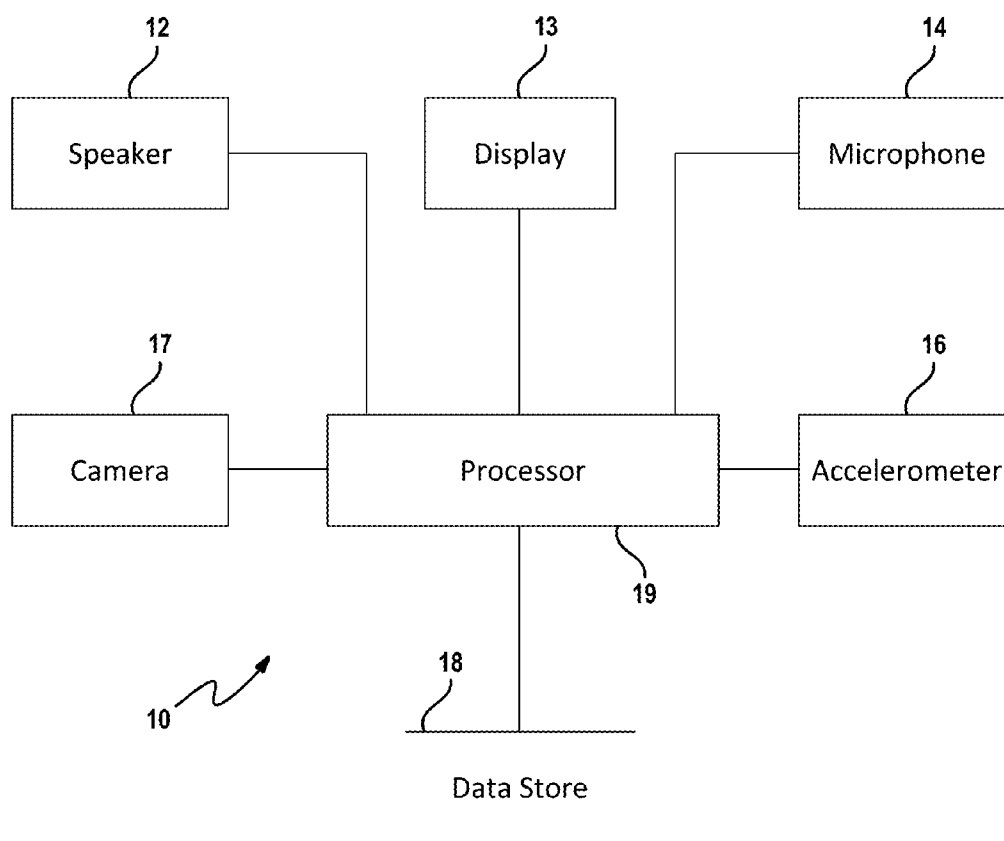 12
13
14
Speaker
Display
Microphone
17
16
Camera
Processor
Accelerometer
19
18
10
Data Store